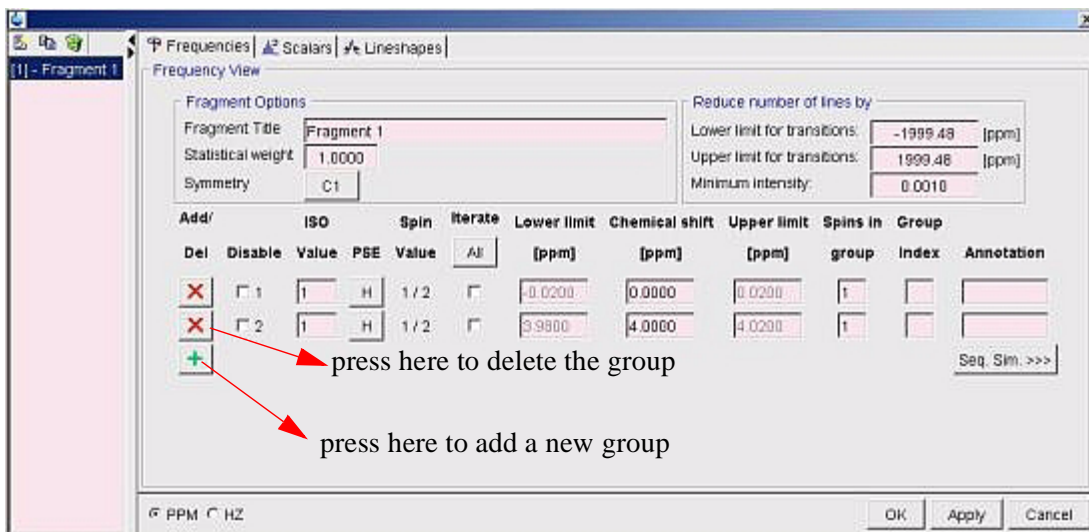 Frequencies Scalars Lineshapes
[1] - Fragment 1
Frequency View
Fragment Options
Fragment Title Fragment 1
Statistical weight 1.0000
Symmetry C1
Reduce number of lines by
Lower limit for transitions: -1999.48 [ppm]
Upper limit for transitions: 1999.48 [ppm]
Minimum intensity: 0.0010
Add/ ISO Spin Iterate Lower limit Chemical shift Upper limit Spins in Group
Del Disable Value PSE Value All [ppm] [ppm] [ppm] group Index Annotation
1 1 H 1/2 -0.0200 0.0000 0.0200 1
2 1 H 1/2 3.9800 4.0000 4.0200 1
press here to delete the group
Seq. Sim. >>>
press here to add a new group
PPM HZ OK Apply Cancel